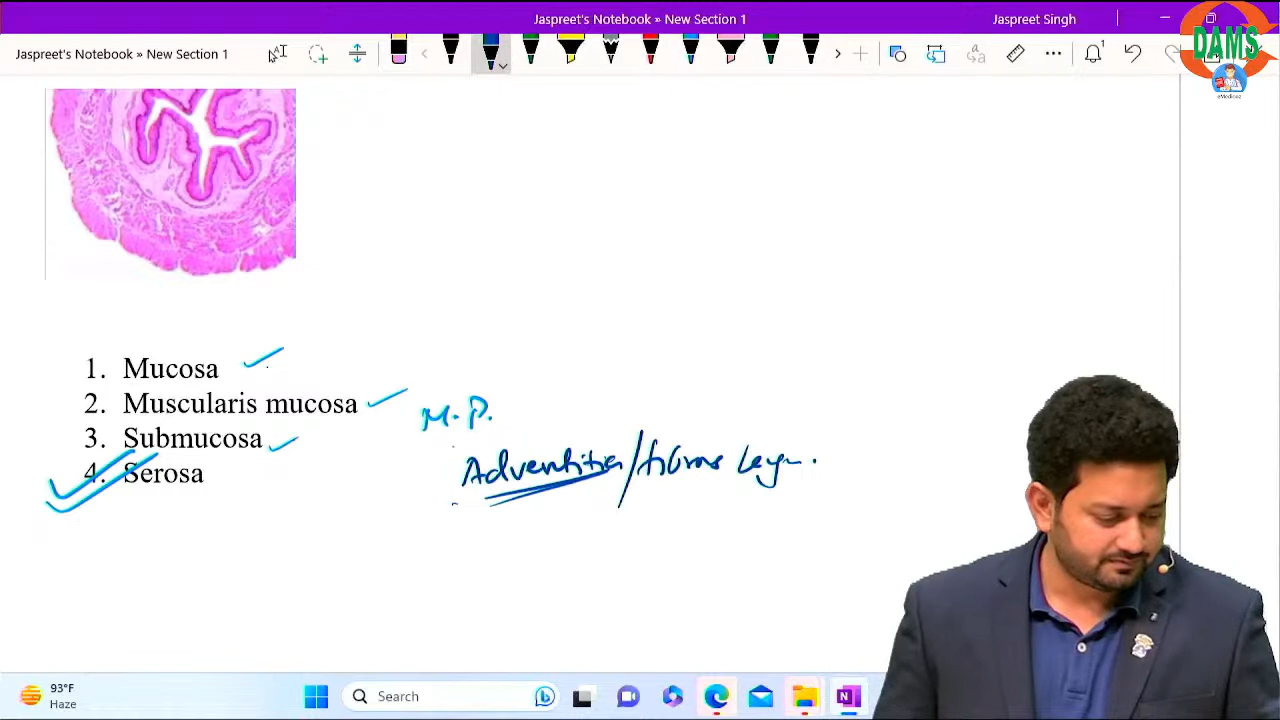 Jaspreet's Notebook » New Section 1
Jaspreet Singh
Jaspreet's Notebook » New Section 1
DAMS
eMedicoz
1. Mucosa
2. Muscularis mucosa
M.P.
3. Submucosa
Adventitia/fibrous layer.
4. Serosa
93°F
Haze
Search